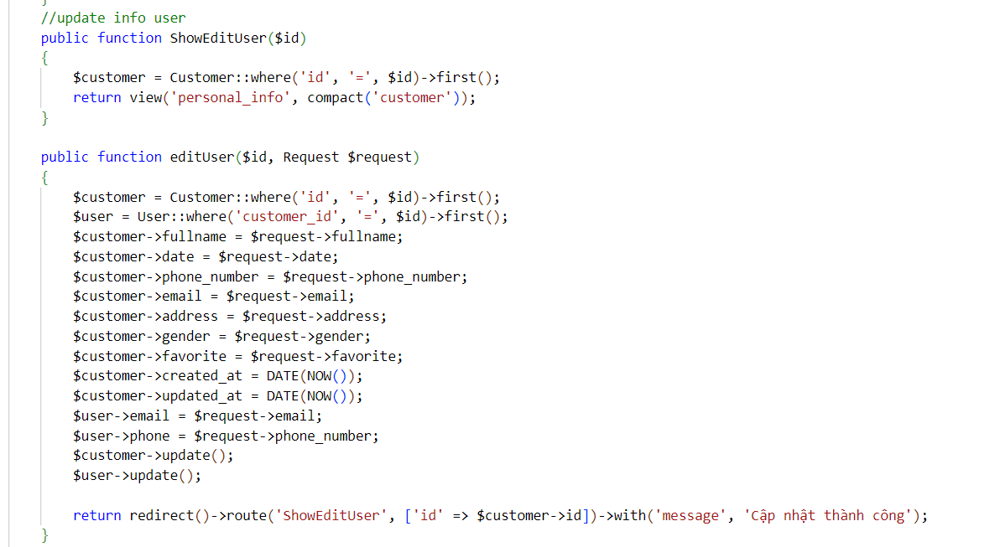 }
//update info user
public function ShowEditUser($id)
{
    $customer = Customer::where('id', '=', $id)->first();
    return view('personal_info', compact('customer'));
}

public function editUser($id, Request $request)
{
    $customer = Customer::where('id', '=', $id)->first();
    $user = User::where('customer_id', '=', $id)->first();
    $customer->fullname = $request->fullname;
    $customer->date = $request->date;
    $customer->phone_number = $request->phone_number;
    $customer->email = $request->email;
    $customer->address = $request->address;
    $customer->gender = $request->gender;
    $customer->favorite = $request->favorite;
    $customer->created_at = DATE(NOW());
    $customer->updated_at = DATE(NOW());
    $user->email = $request->email;
    $user->phone = $request->phone_number;
    $customer->update();
    $user->update();

    return redirect()->route('ShowEditUser', ['id' => $customer->id])->with('message', 'Cập nhật thành công');
}